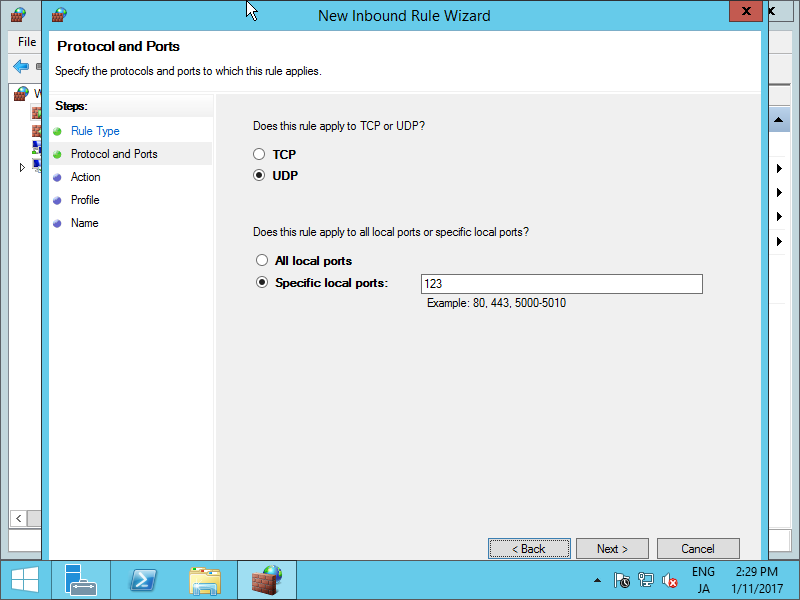 New Inbound Rule Wizard
File
Protocol and Ports
Specify the protocols and ports to which this rule applies.
Steps:
Rule Type
Protocol and Ports
Action
Profile
Name
Does this rule apply to TCP or UDP?
TCP
UDP
Does this rule apply to all local ports or specific local ports?
All local ports
Specific local ports:
123
Example: 80, 443, 5000-5010
< Back
Next >
Cancel
ENG
JA
2:29 PM
1/11/2017